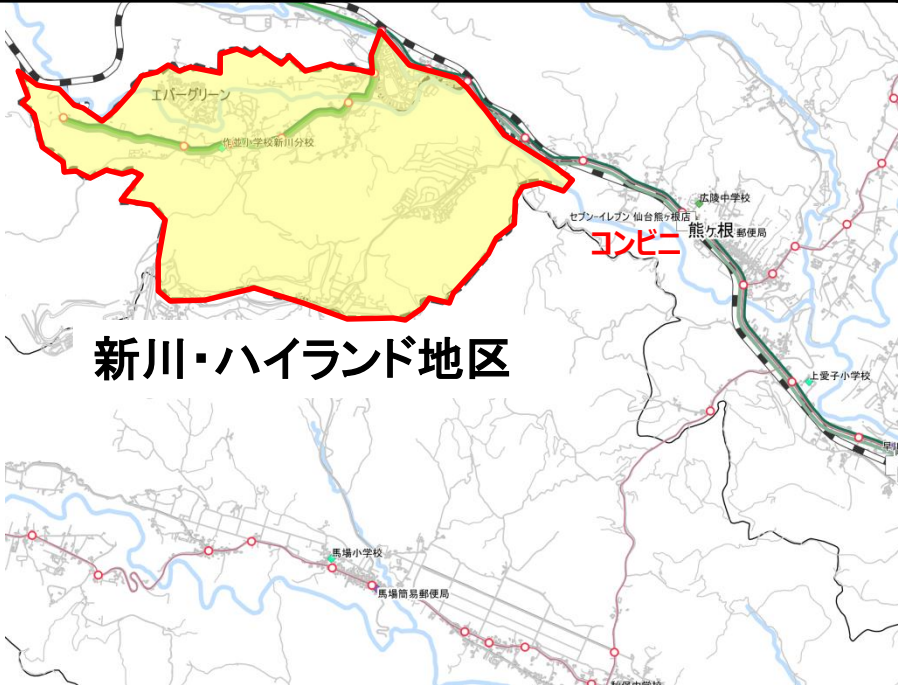 エバーグリーン
作並小学校新川分校
広陵中学校
セブン-イレブン 仙台熊ヶ根店
コンビニ
熊ヶ根 郵便局
新川・ハイランド地区
上愛子小学校
馬場小学校
馬場簡易郵便局